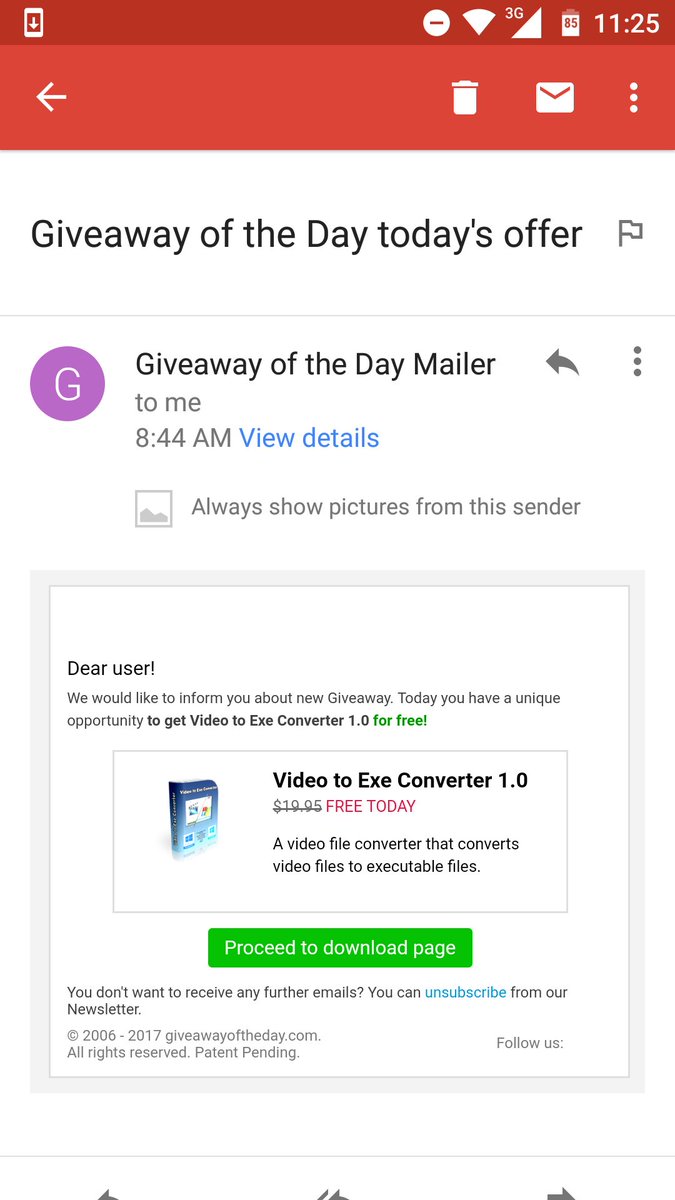 3G
85
11:25
Giveaway of the Day today's offer
G
Giveaway of the Day Mailer
to me
8:44 AM View details
Always show pictures from this sender
Dear user!
We would like to inform you about new Giveaway. Today you have a unique
opportunity to get Video to Exe Converter 1.0 for free!
Video to Exe Converter
Video to Exe Converter 1.0
$19.95 FREE TODAY
A video file converter that converts
video files to executable files.
Proceed to download page
You don't want to receive any further emails? You can unsubscribe from our
Newsletter.
© 2006 - 2017 giveawayoftheday.com.
All rights reserved. Patent Pending.
Follow us: